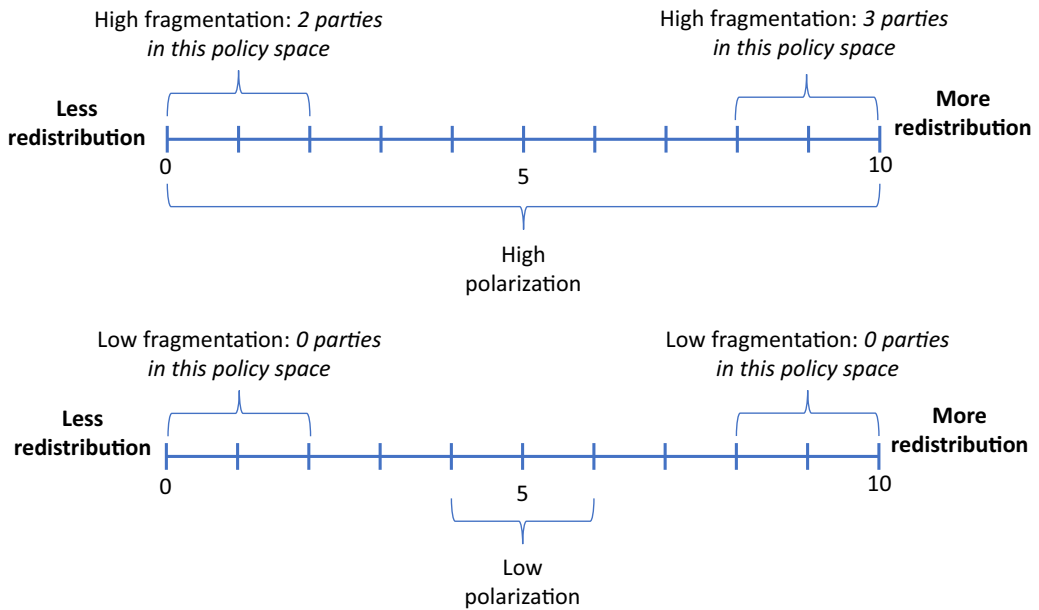 High fragmentation: 2 parties
in this policy space
High fragmentation: 3 parties
in this policy space
Less
redistribution
More
redistribution
0
5
10
High
polarization
Low fragmentation: 0 parties
in this policy space
Low fragmentation: 0 parties
in this policy space
Less
redistribution
More
redistribution
0
5
10
Low
polarization